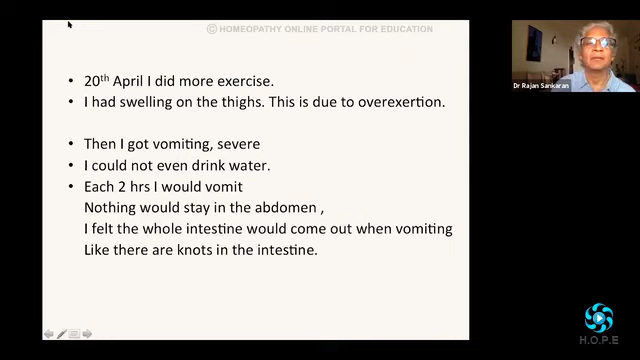 © HOMEOPATHY ONLINE PORTAL FOR EDUCATION
• 20th April I did more exercise.
• I had swelling on the thighs. This is due to overexertion.
• Then I got vomiting, severe
• I could not even drink water.
• Each 2 hrs I would vomit
Nothing would stay in the abdomen ,
I felt the whole intestine would come out when vomiting
Like there are knots in the intestine.
Dr Rajan Sankaran
H.O.P.E